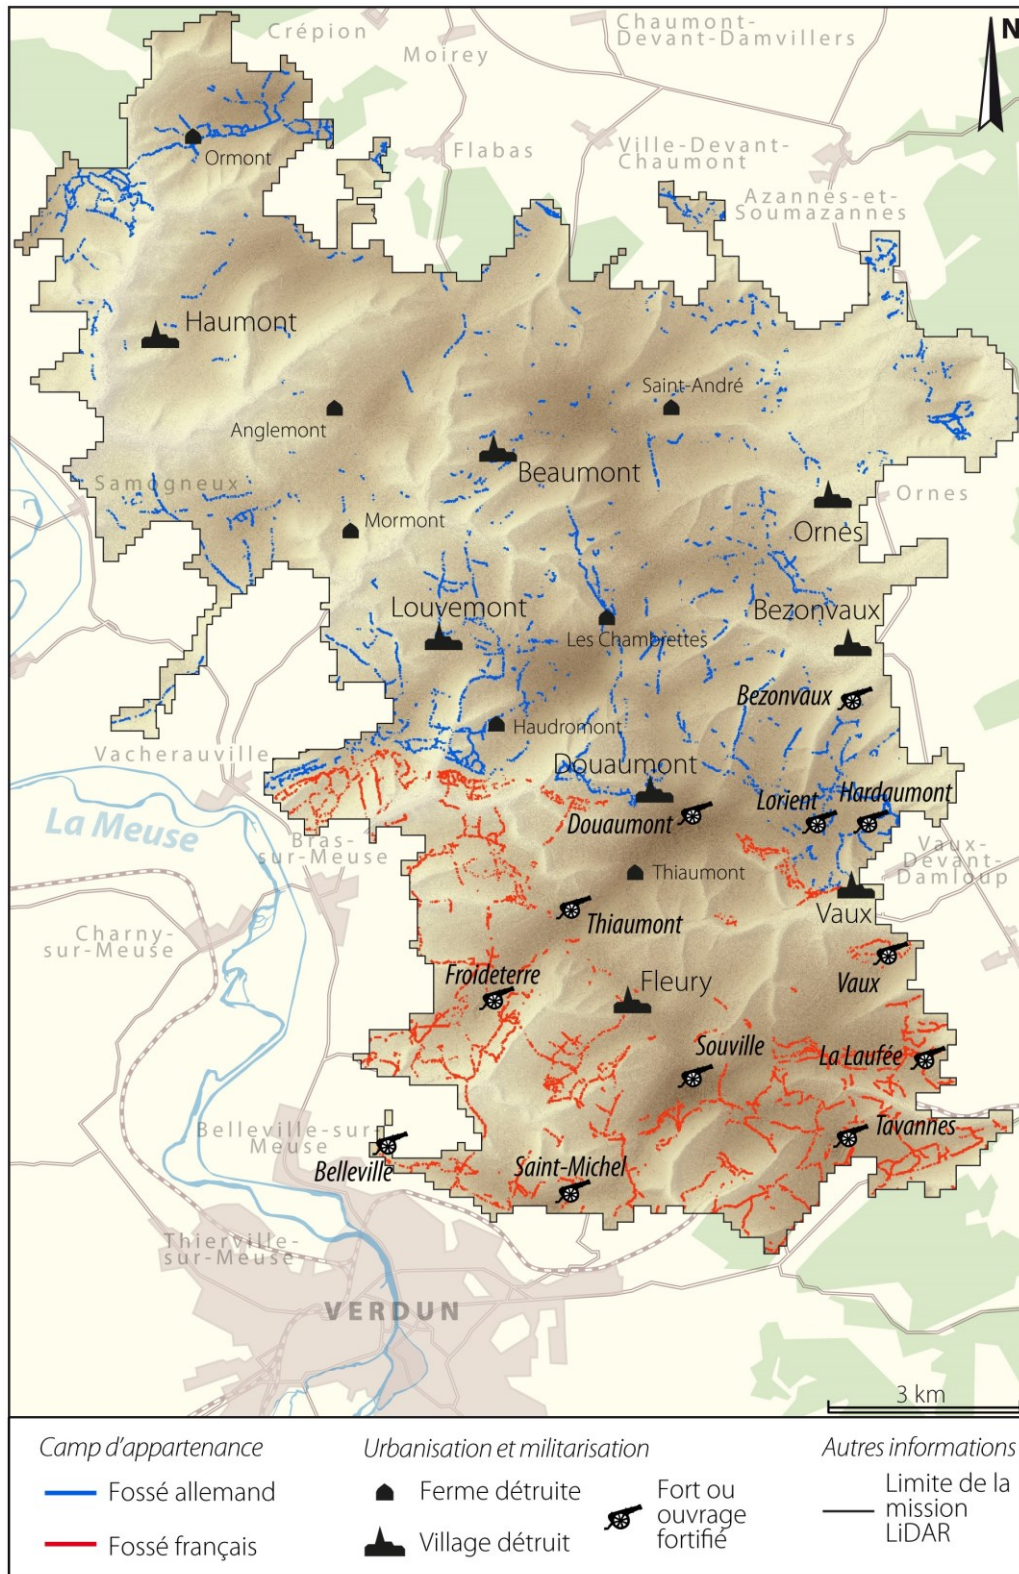 Crépion
Moirey
Chaumont-
Devant-Damvillers
N
Ormont
Flabas
Ville-Devant-
Chaumont
Azannes-et-
Soumazannes
Haumont
Saint-André
Anglemont
Beaumont
Samogneux
Ornes
Mormont
Ornes
Louvemont
Bezonvaux
Les Chambrettes
Bezonvaux
Haudromont
Vacherauville
Douaumont
La Meuse
Douaumont
Lorient
Hardaumont
Bras-
sur-Meuse
Vaux-
Devant-
Damloup
Thiaumont
Vaux
Thiaumont
Charny-
sur-Meuse
Froideterre
Fleury
Vaux
Souville
La Laufée
Belleville-sur-
Meuse
Tavannes
Belleville
Saint-Michel
Thierville-
sur-Meuse
VERDUN
3 km
Camp d'appartenance
Fossé allemand
Fossé français
Urbanisation et militarisation
Ferme détruite
Village détruit
Fort ou
ouvrage
fortifié
Autres informations
Limite de la
mission
LiDAR